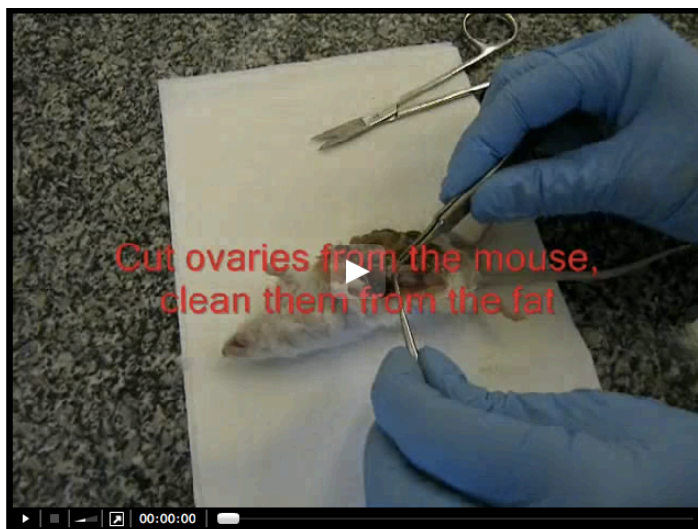 Cut ovaries from the mouse,
clean them from the fat
00:00:00